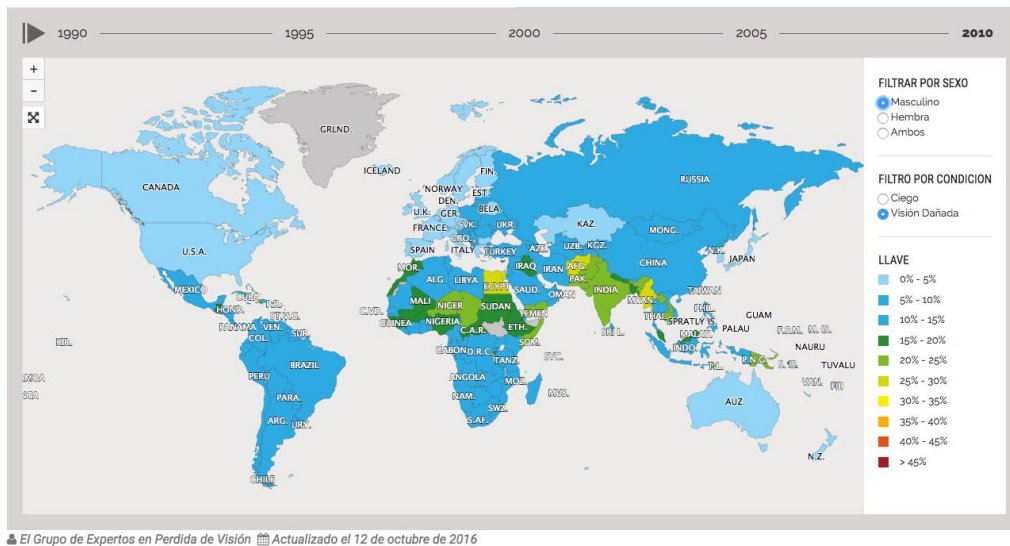 1990 1995 2000 2005 2010
+
-
FILTRAR POR SEXO
Masculino
Hembra
Ambos
FILTRO POR CONDICION
Ciego
Visión Dañada
LLAVE
0% - 5%
5% - 10%
10% - 15%
15% - 20%
20% - 25%
25% - 30%
30% - 35%
35% - 40%
40% - 45%
> 45%
GRLND.
ICELAND
FIN.
RUSSIA
CANADA
NORWAY
EST.
DEN.
U.K.
GER.
BELA.
FRANCE
SVK.
UKR.
KAZ.
MONG.
U.S.A.
SPAIN
ITALY
CRO.
TURKEY
AZE.
UZB.
KGZ.
N.K.
JAPAN
CHINA
MOR.
IRAQ
IRAN
AFG.
PAK.
MEXICO
CUBA
ALG.
LIBYA
EGYPT
SAUD.
OMAN
INDIA
MYAN.
TAIWAN
HOND.
P.R.
MALI
NIGER
SUDAN
YEMEN
THAI.
PHIL.
GUAM
C.VD.
PANAMA
VEN.
GUINEA
NIGERIA
ETH.
SRI L.
SPRATLY IS.
PALAU
F.S.M.
M. IS.
COL.
SUR.
C.A.R.
SOM.
MALAY.
NAURU
KIR.
GABON
D.R.C.
TANZ.
SYC.
INDO.
P.N.G.
S. IS.
TUVALU
PERU
BRAZIL
ANGOLA
MOZ.
MUS.
T.L.
VAN.
FIJI
PARA.
NAM.
SWZ.
AUZ.
ARG.
URY.
S.AF.
N.Z.
CHILE
El Grupo de Expertos en Perdida de Visión Actualizado el 12 de octubre de 2016